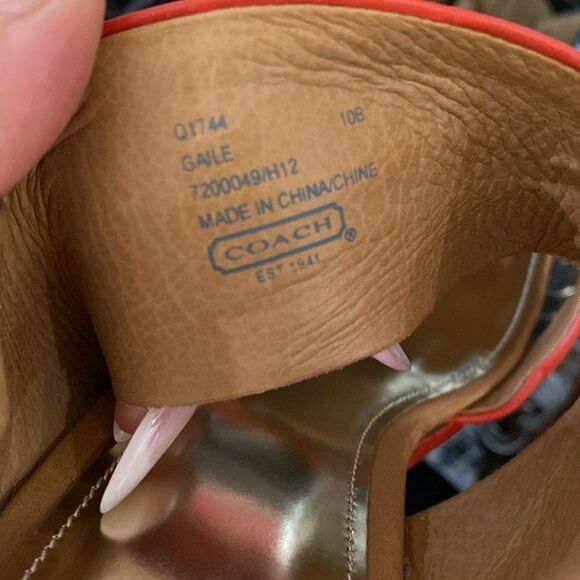 Q1744 10B
GAILE
7200049/H12
MADE IN CHINA/CHINE
COACH®
EST 1941